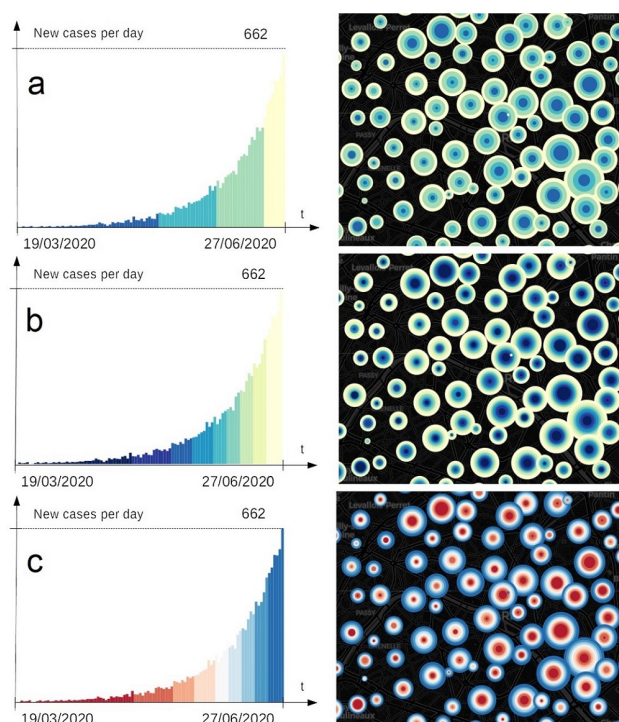 New cases per day 662
a
t
19/03/2020 27/06/2020
Levallois Perret
Pantin
PASSY
New cases per day 662
b
t
19/03/2020 27/06/2020
Levallois Perret
Pantin
PASSY
New cases per day 662
c
t
19/03/2020 27/06/2020
Levallois Perret
Pantin
PASSY